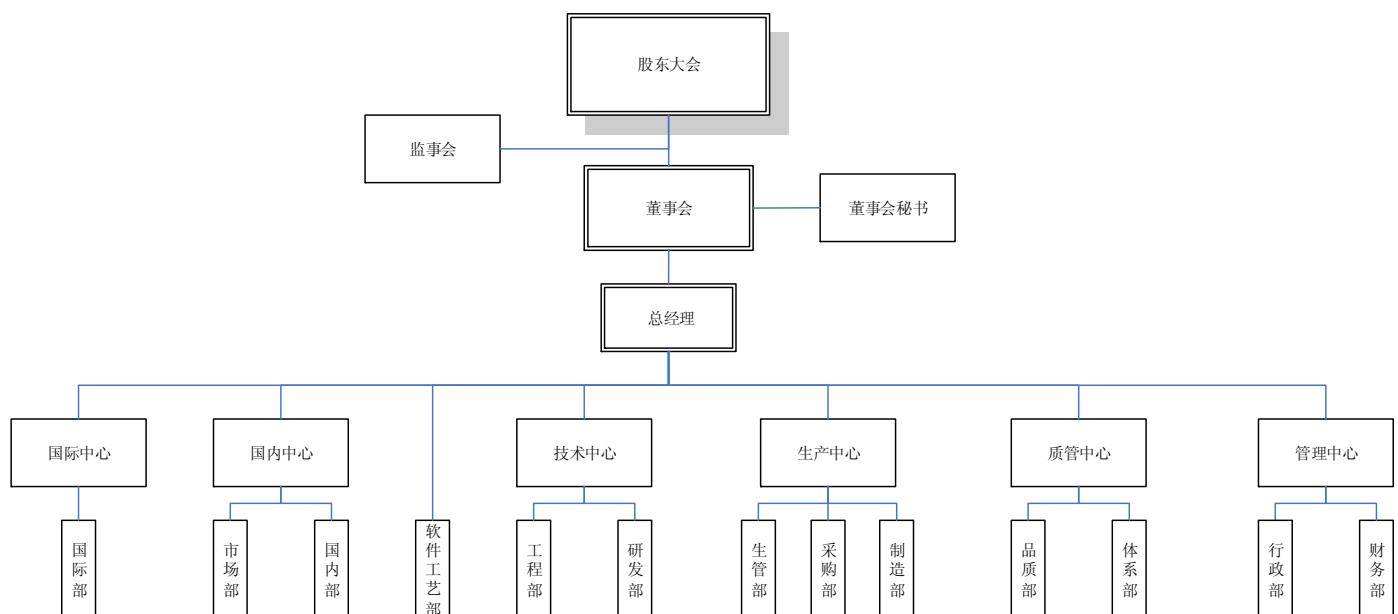 股东大会
监事会
董事会
董事会秘书
总经理
国际中心
国内中心
技术中心
生产中心
质管中心
管理中心
国际部
市场部
国内部
软件工艺部
工程部
研发部
生管部
采购部
制造部
品质部
体系部
行政部
财务部